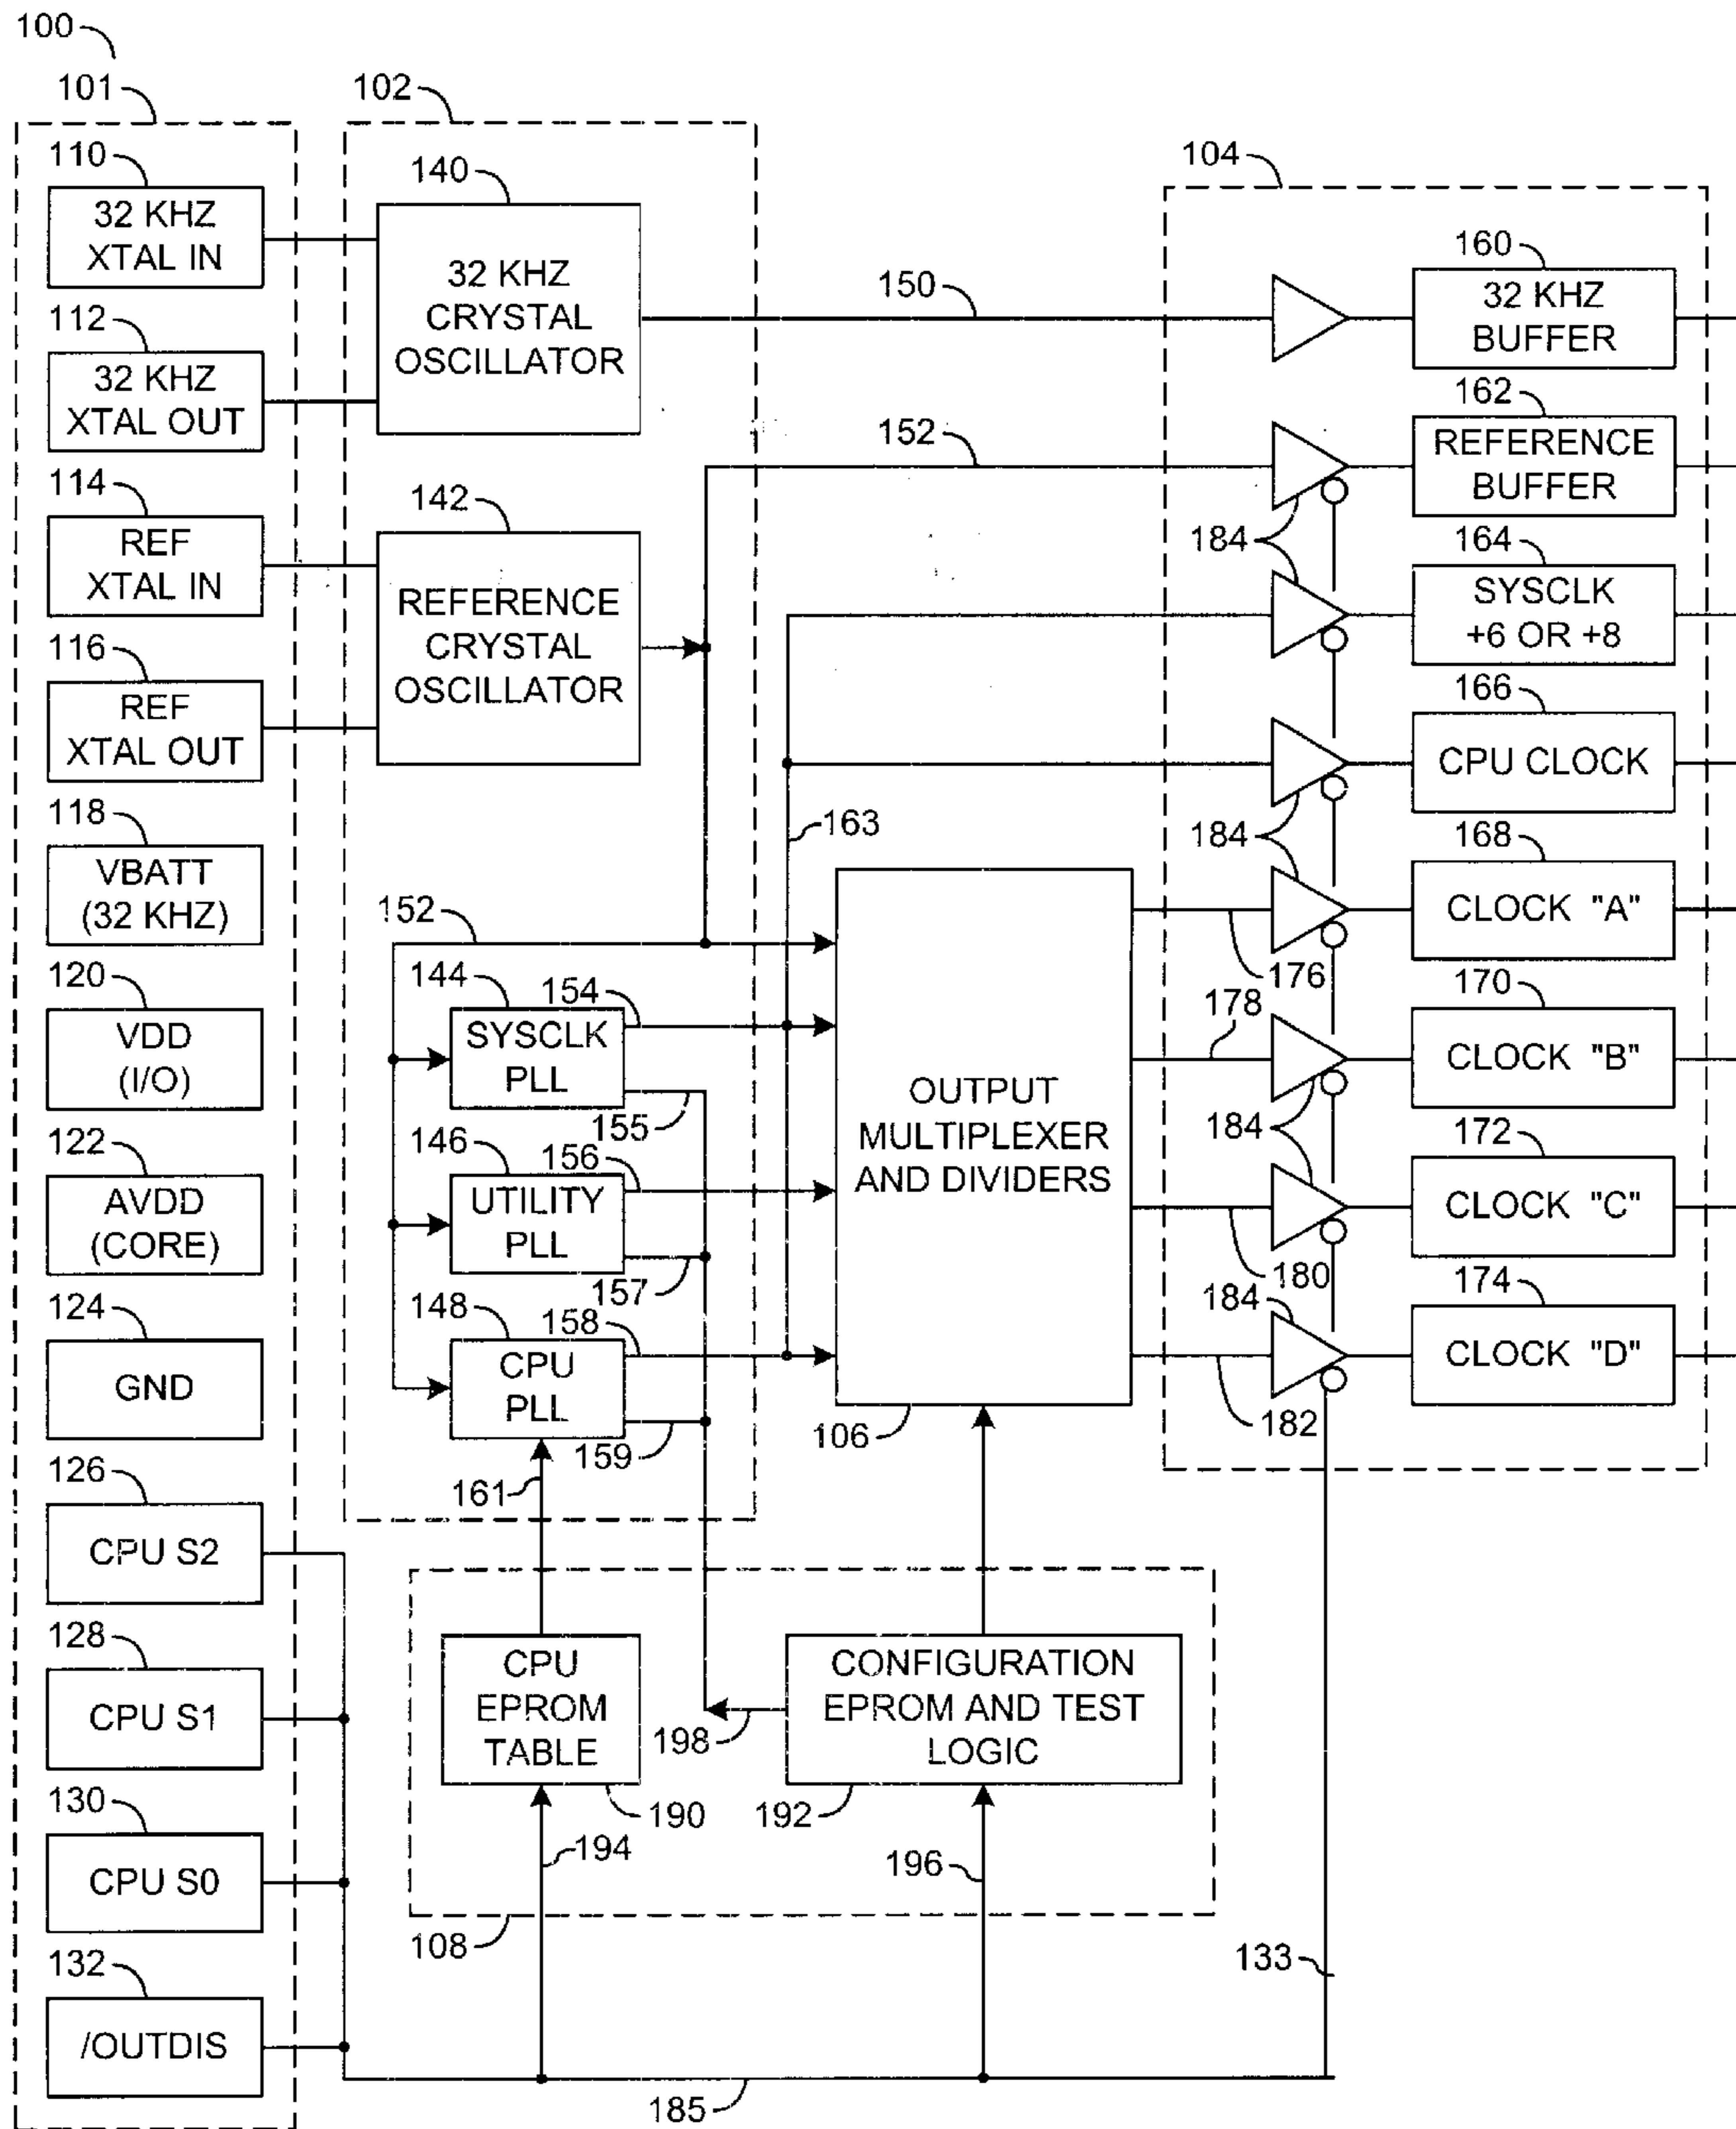 100
101
102
110
32 KHZ
XTAL IN
112
32 KHZ
XTAL OUT
114
REF
XTAL IN
116
REF
XTAL OUT
118
VBATT
(32 KHZ)
120
VDD
(I/O)
122
AVDD
(CORE)
124
GND
126
CPU S2
128
CPU S1
130
CPU S0
132
/OUTDIS
140
32 KHZ
CRYSTAL
OSCILLATOR
142
REFERENCE
CRYSTAL
OSCILLATOR
152
144
154
SYSCLK
PLL
155
146
156
UTILITY
PLL
157
148
158
CPU
PLL
159
161
150
152
163
OUTPUT
MULTIPLEXER
AND DIVIDERS
106
CPU
EPROM
TABLE
190
194
198
CONFIGURATION
EPROM AND TEST
LOGIC
192
196
108
185
133
104
160
32 KHZ
BUFFER
162
REFERENCE
BUFFER
184
164
SYSCLK
+6 OR +8
166
CPU CLOCK
184
168
CLOCK "A"
176
178
170
CLOCK "B"
184
172
CLOCK "C"
180
184
174
CLOCK "D"
182